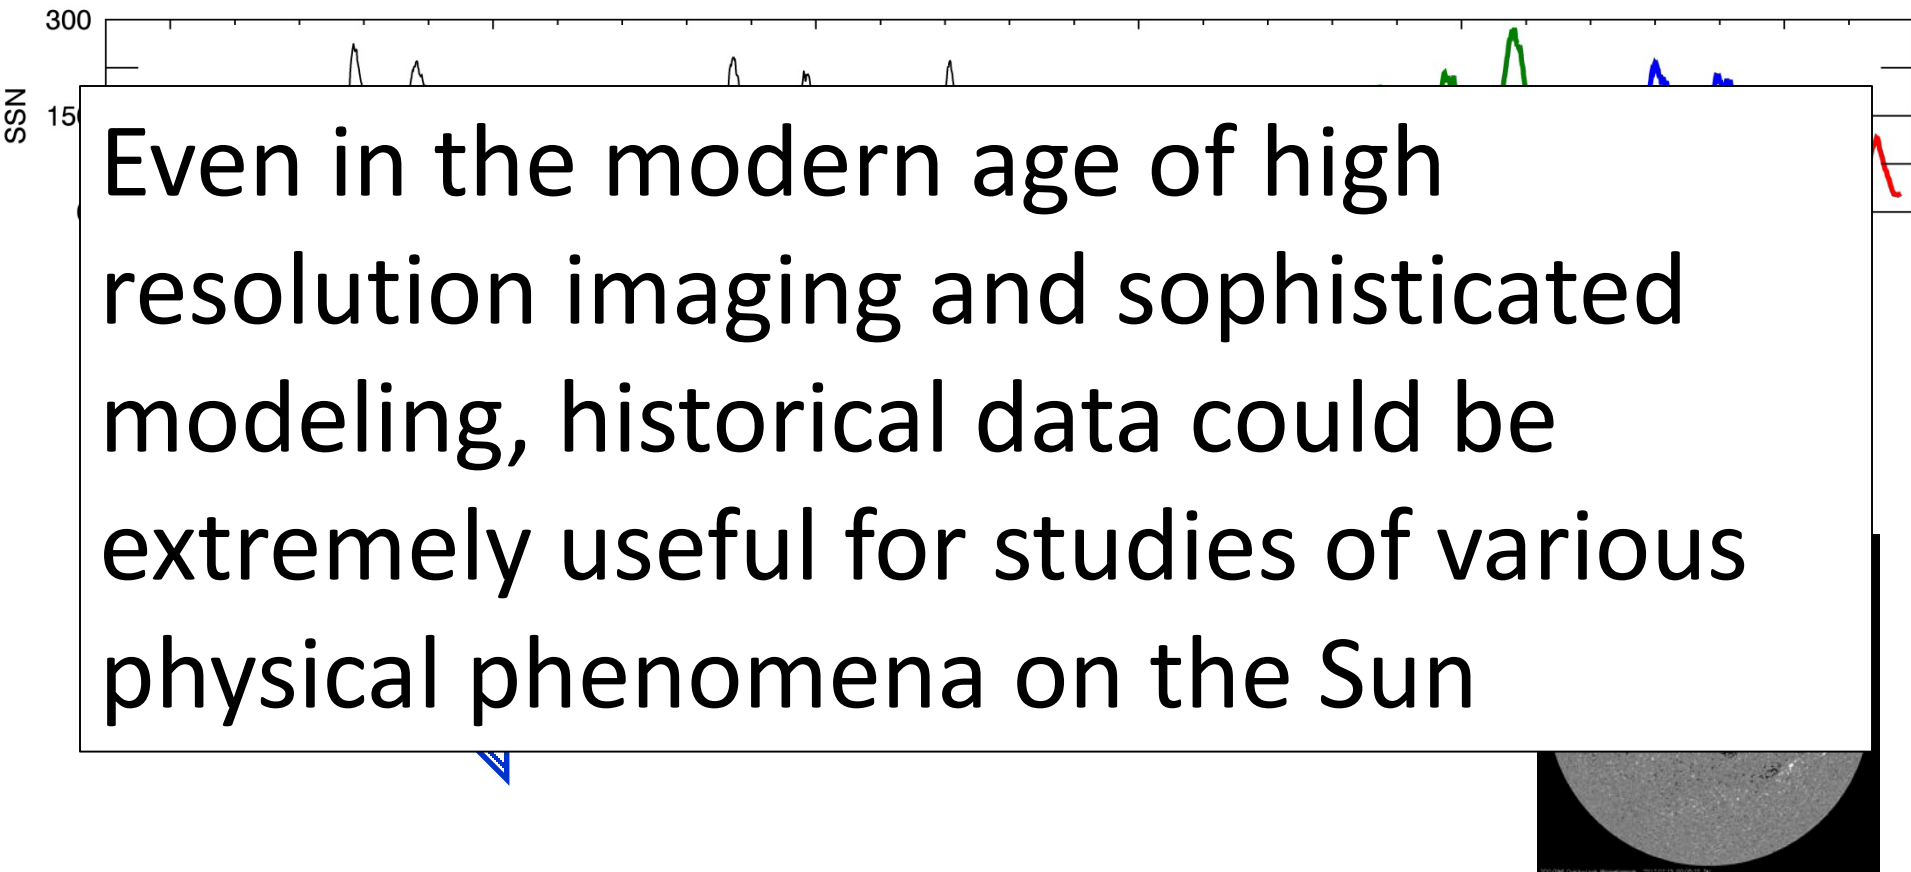 300
SSN
Even in the modern age of high
resolution imaging and sophisticated
modeling, historical data could be
extremely useful for studies of various
physical phenomena on the Sun